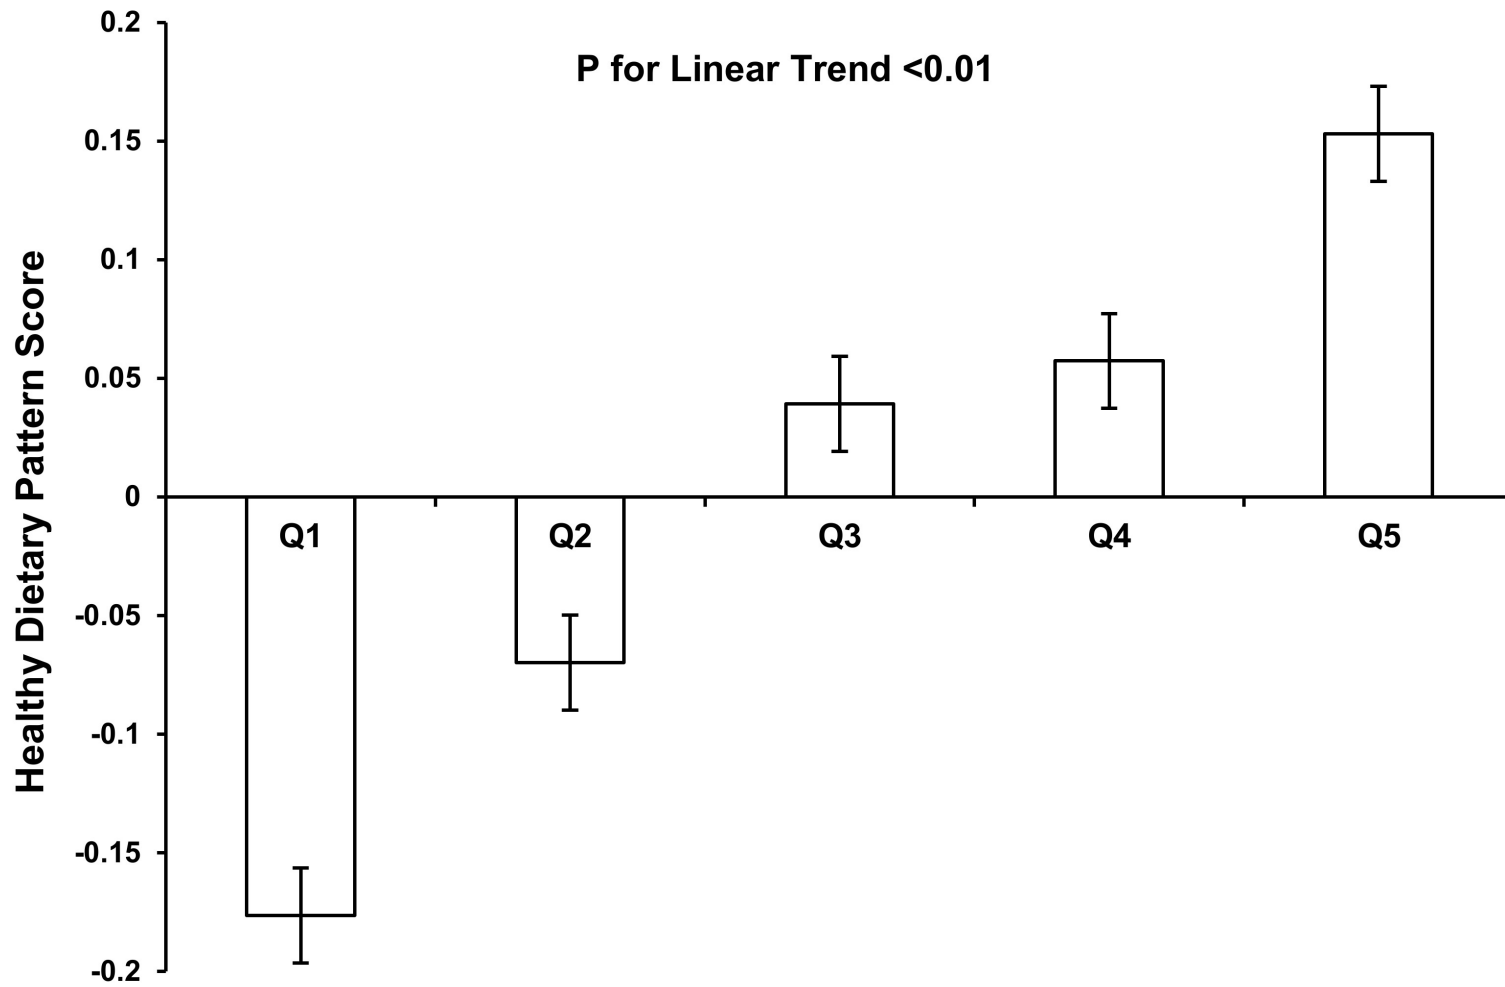 P for Linear Trend <0.01
Healthy Dietary Pattern Score
0.2
0.15
0.1
0.05
0
-0.05
-0.1
-0.15
-0.2
Q1
Q2
Q3
Q4
Q5